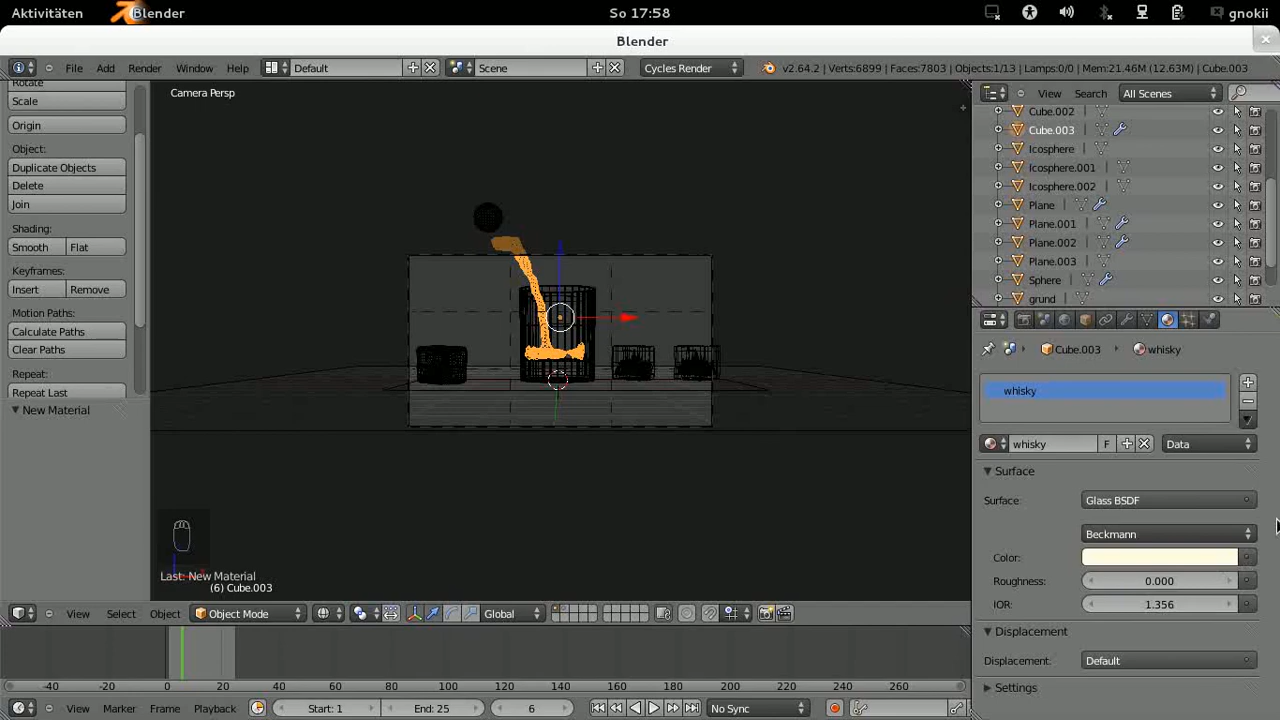 Aktivitäten Blender So 17:58 gnokii
Blender
File Add Render Window Help Default Scene Cycles Render v2.64.2 | Verts:6899 | Faces:7803 | Objects:1/13 | Lamps:0/0 | Mem:21.46M (12.63M) | Cube.003
Rotate
Scale
Origin
Object:
Duplicate Objects
Delete
Join
Shading:
Smooth Flat
Keyframes:
Insert Remove
Motion Paths:
Calculate Paths
Clear Paths
Repeat:
Repeat Last
New Material
Camera Persp
Last: New Material
(6) Cube.003
View Select Object Object Mode Global
-40 -20 0 20 40 60 80 100 120 140 160 180 200 220 240 260
View Marker Frame Playback Start: 1 End: 25 6 No Sync
View Search All Scenes
Cube.002
Cube.003
Icosphere
Icosphere.001
Icosphere.002
Plane
Plane.001
Plane.002
Plane.003
Sphere
grund
Cube.003 whisky
whisky
whisky F Data
Surface
Surface: Glass BSDF
Beckmann
Color:
Roughness: 0.000
IOR: 1.356
Displacement
Displacement: Default
Settings